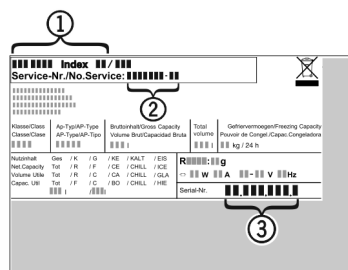 1
Index /
Service-Nr./No.Service: -
2
Klasse/Class Ap-Typ/AP-Type Bruttoinhalt/Gross Capacity Total Gefriervermoegen/Freezing Capacity
Classe/Clase AP-Type/AP-Tipo Volume Brut/Capacidad Bruta volume Pouvoir de Congel./Capac.Congeladora
l l kg / 24 h
Nutzinhalt Ges / K / G / KE / KALT / EIS
Net.Capacity Tot / R / F / CE / CHILL / ICE
Volume Utile Tot / R / C / CA / CHILL / GLA
Capac. Util Tot / F / C / BO / CHILL / HIE
l / l
R : g
W A - V Hz
Serial-Nr. . . .
3